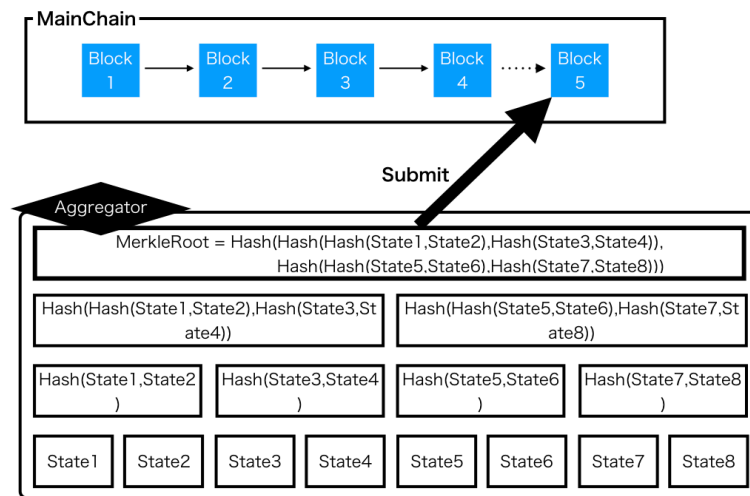 MainChain
Block
1
Block
2
Block
3
Block
4
Block
5
Submit
Aggregator
MerkleRoot = Hash(Hash(Hash(State1,State2),Hash(State3,State4)),
Hash(Hash(State5,State6),Hash(State7,State8)))
Hash(Hash(State1,State2),Hash(State3,St
ate4))
Hash(Hash(State5,State6),Hash(State7,St
ate8))
Hash(State1,State2
)
Hash(State3,State4
)
Hash(State5,State6
)
Hash(State7,State8
)
State1
State2
State3
State4
State5
State6
State7
State8